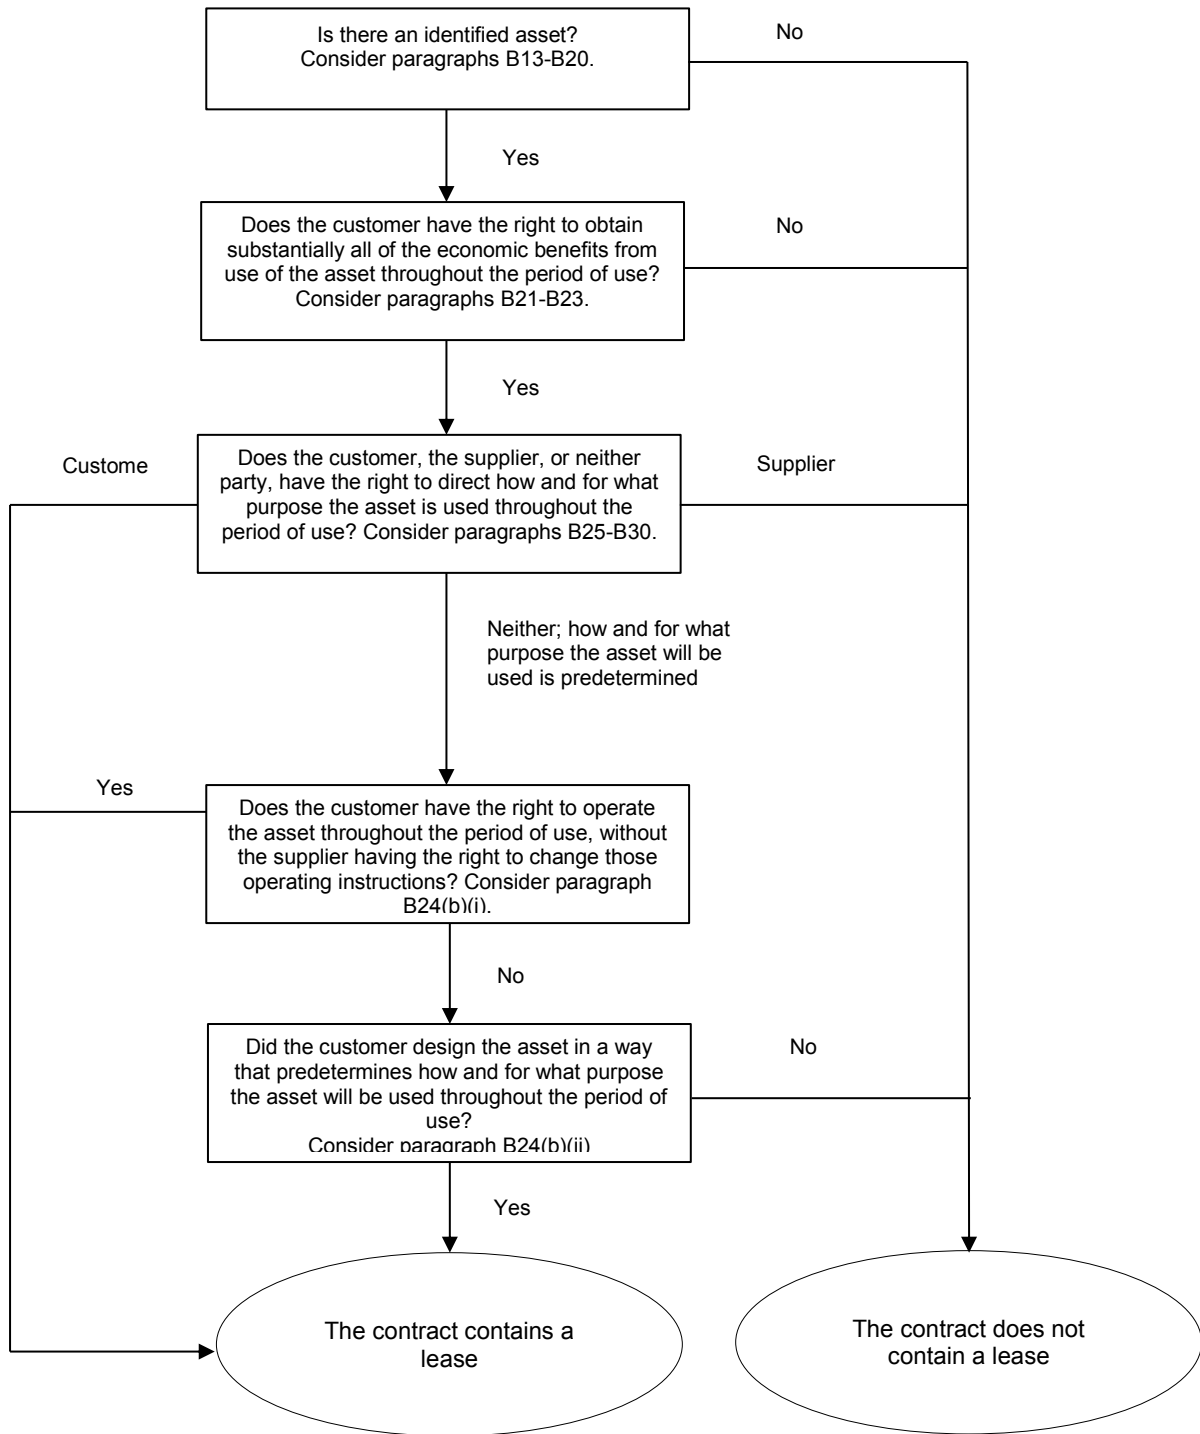 Is there an identified asset?
Consider paragraphs B13-B20.
No
Yes
Does the customer have the right to obtain
substantially all of the economic benefits from
use of the asset throughout the period of use?
Consider paragraphs B21-B23.
No
Yes
Custome
Does the customer, the supplier, or neither
party, have the right to direct how and for what
purpose the asset is used throughout the
period of use? Consider paragraphs B25-B30.
Supplier
Neither; how and for what
purpose the asset will be
used is predetermined
Yes
Does the customer have the right to operate
the asset throughout the period of use, without
the supplier having the right to change those
operating instructions? Consider paragraph
B24(b)(i).
No
Did the customer design the asset in a way
that predetermines how and for what purpose
the asset will be used throughout the period of
use?
Consider paragraph B24(b)(ii)
No
Yes
The contract contains a
lease
The contract does not
contain a lease